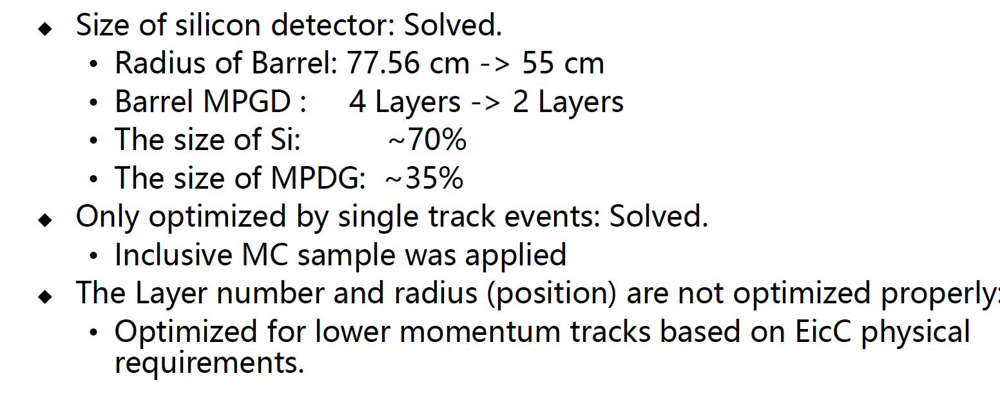 ◆ Size of silicon detector: Solved.
• Radius of Barrel: 77.56 cm -> 55 cm
• Barrel MPGD : 4 Layers -> 2 Layers
• The size of Si: ~70%
• The size of MPDG: ~35%
◆ Only optimized by single track events: Solved.
• Inclusive MC sample was applied
◆ The Layer number and radius (position) are not optimized properly:
• Optimized for lower momentum tracks based on EicC physical
requirements.